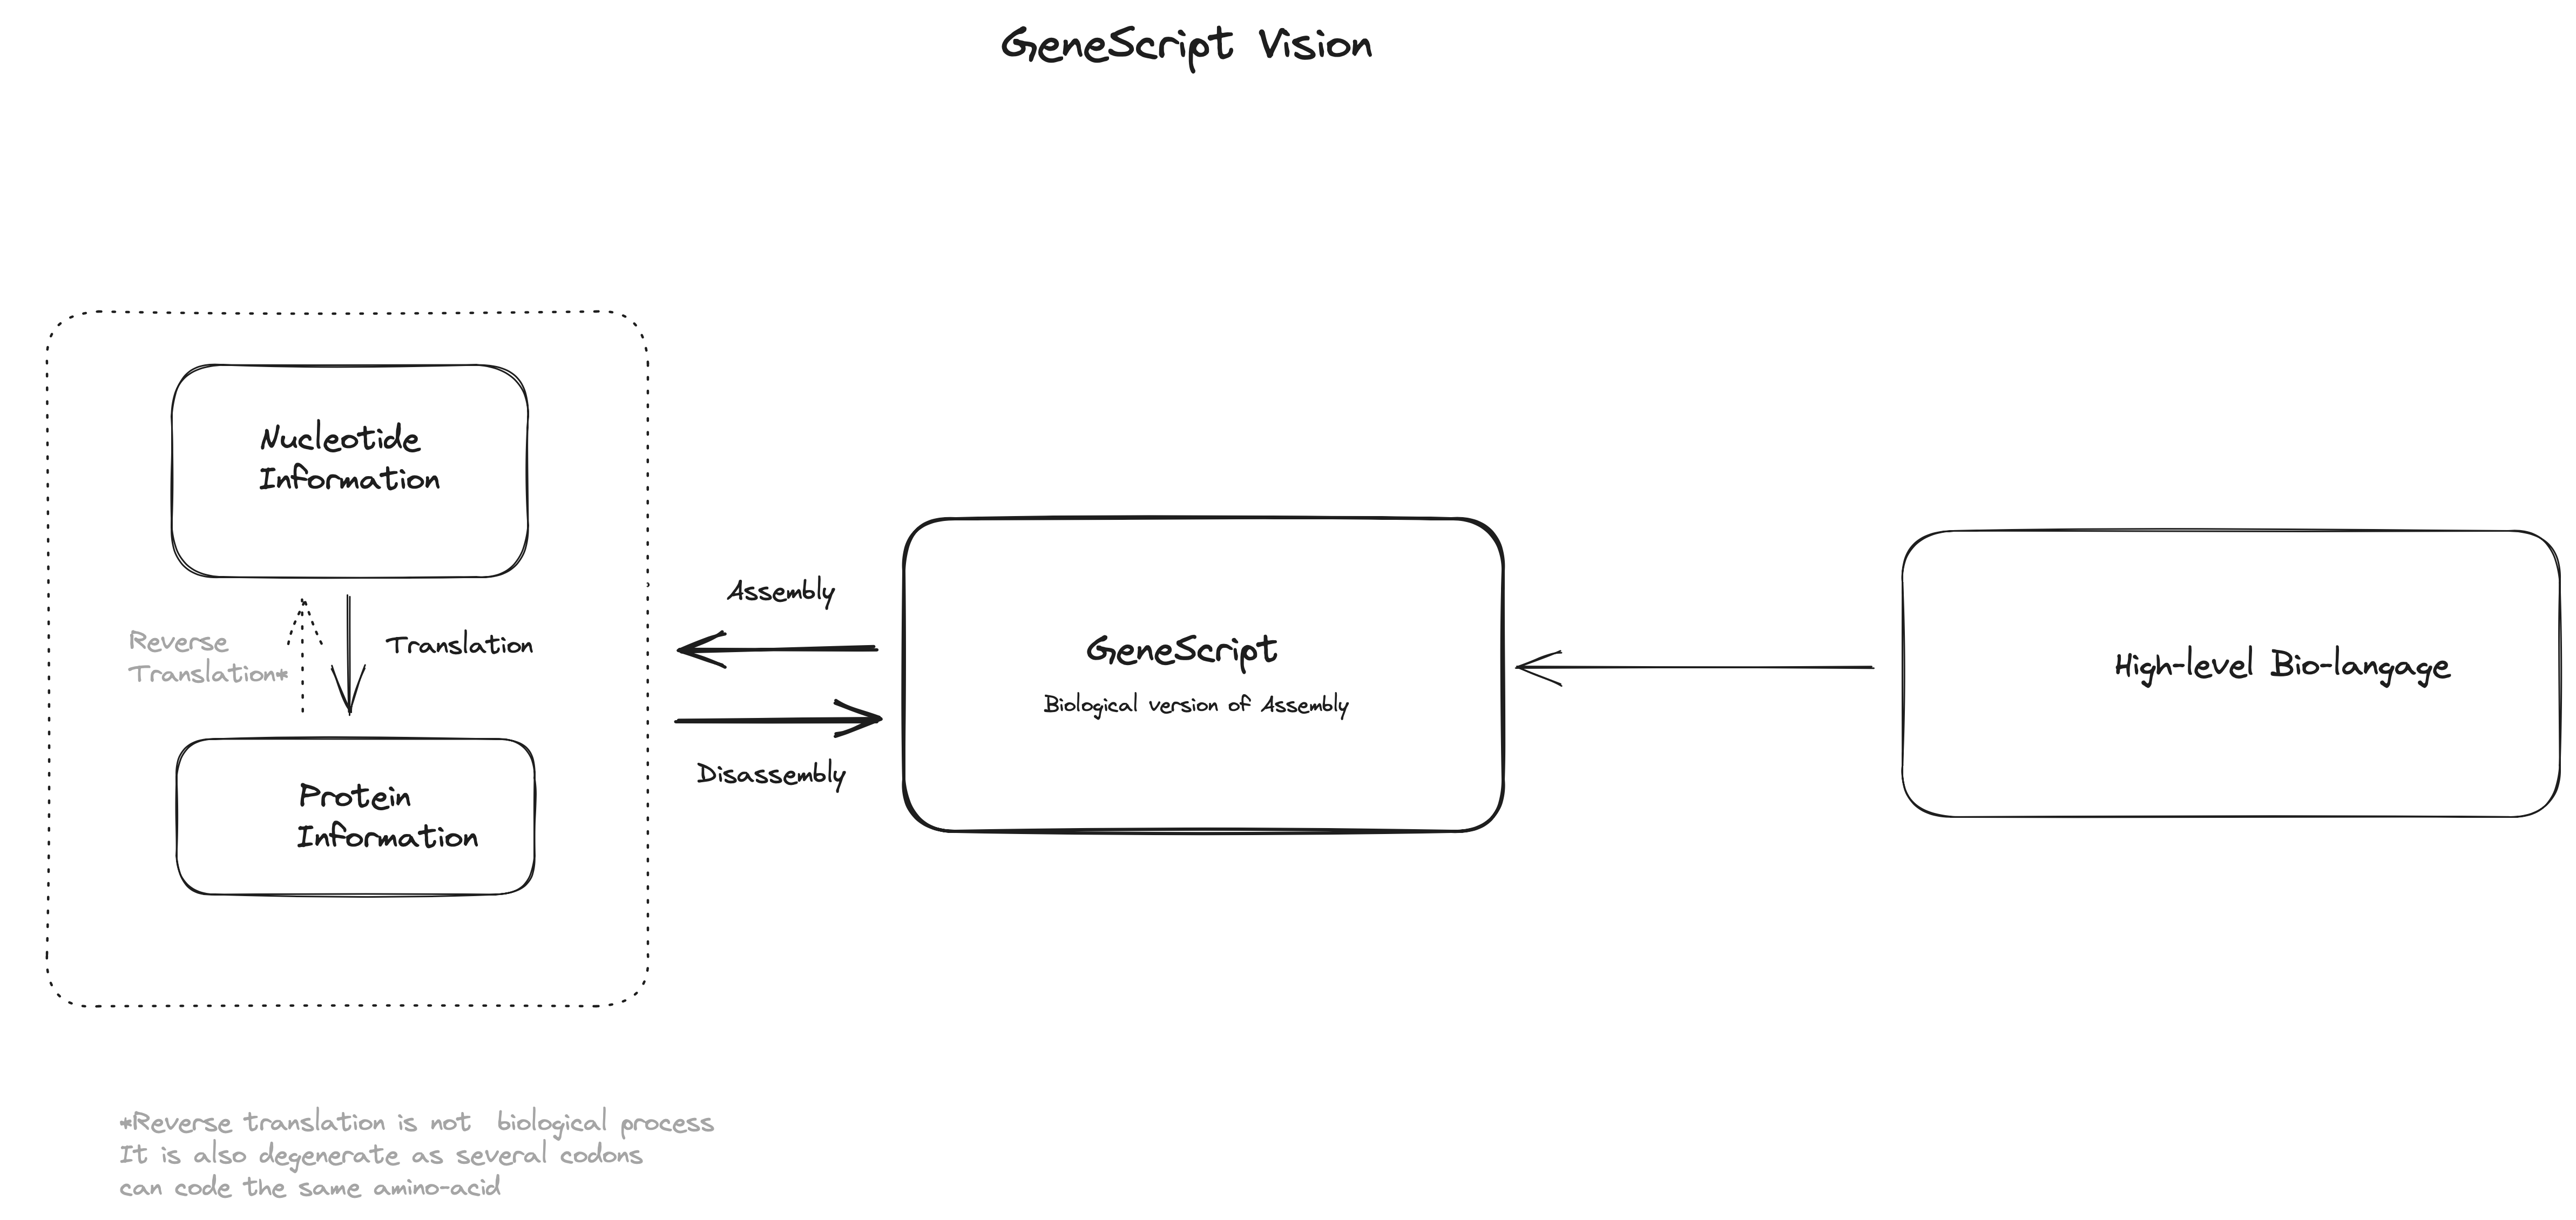 GeneScript Vision
Nucleotide
Information
Reverse
Translation*
Translation
Protein
Information
Assembly
Disassembly
GeneScript
Biological version of Assembly
High-level Bio-langage
*Reverse translation is not  biological process
It is also degenerate as several codons
can code the same amino-acid